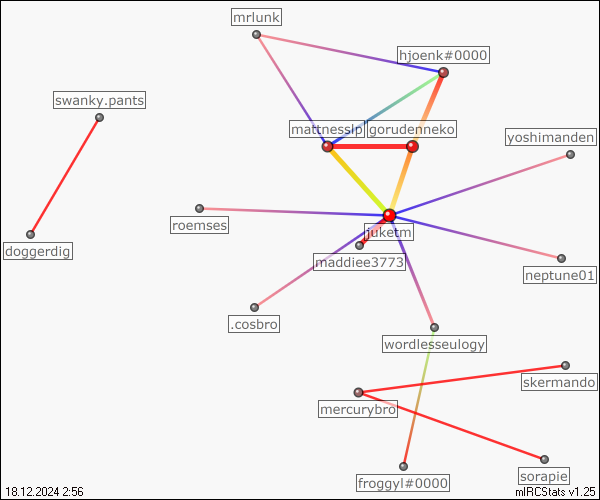 mrlunk
hjoenk#0000
swanky.pants
mattnesslp
gorudenneko
yoshimanden
roemses
juketm
doggerdig
maddiee3773
neptune01
.cosbro
wordlesseulogy
skermando
mercurybro
froggyl#0000
sorapie
18.12.2024 2:56
mIRCStats v1.25